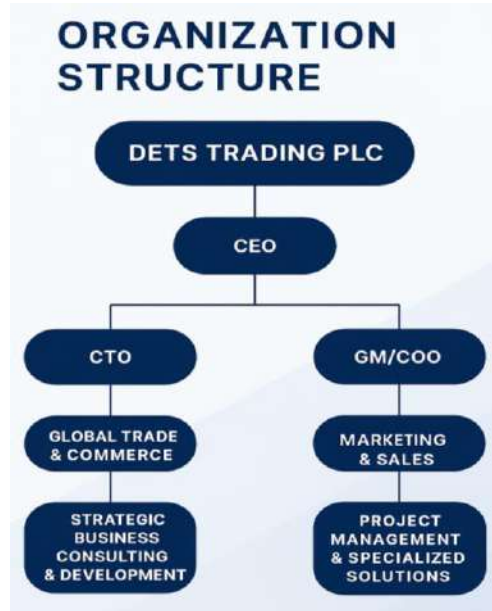 ORGANIZATION
STRUCTURE
DETS TRADING PLC
CEO
CTO
GM/COO
GLOBAL TRADE
& COMMERCE
MARKETING
& SALES
STRATEGIC
BUSINESS
CONSULTING
& DEVELOPMENT
PROJECT
MANAGEMENT
& SPECIALIZED
SOLUTIONS